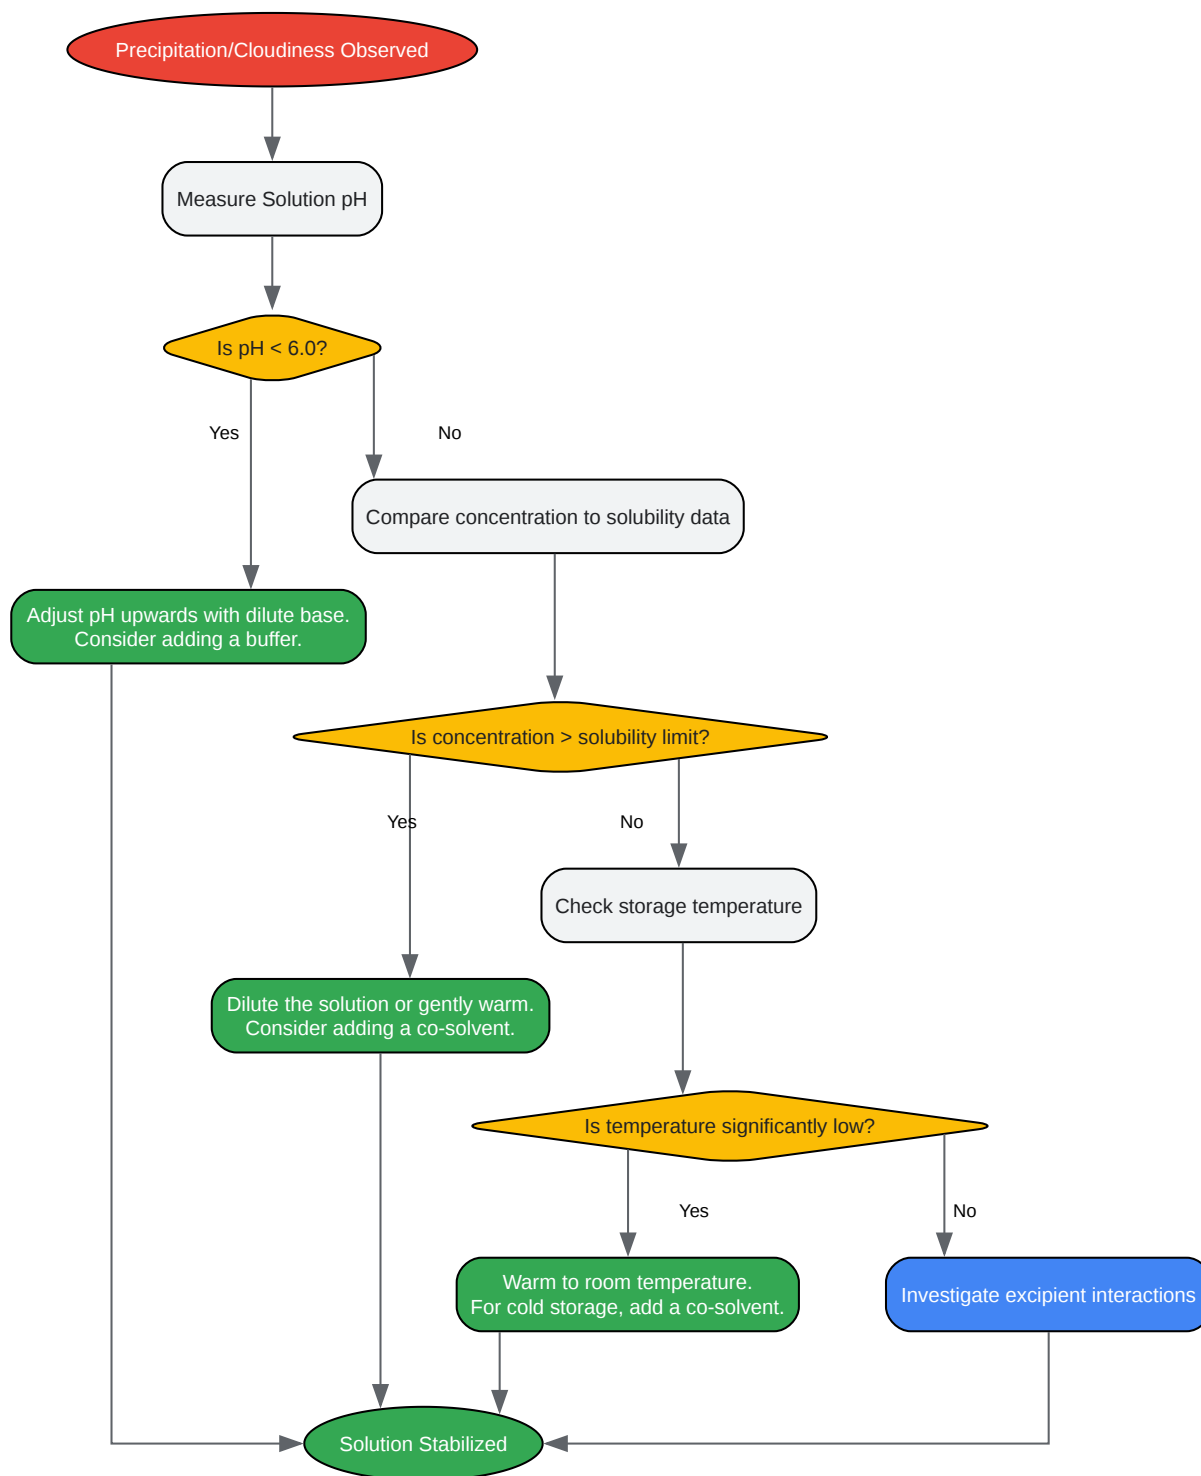 Precipitation/Cloudiness Observed
Measure Solution pH
Is pH < 6.0?
Yes
No
Compare concentration to solubility data
Adjust pH upwards with dilute base.
Consider adding a buffer.
Is concentration > solubility limit?
Yes
No
Check storage temperature
Dilute the solution or gently warm.
Consider adding a co-solvent.
Is temperature significantly low?
Yes
No
Warm to room temperature.
For cold storage, add a co-solvent.
Investigate excipient interactions
Solution Stabilized